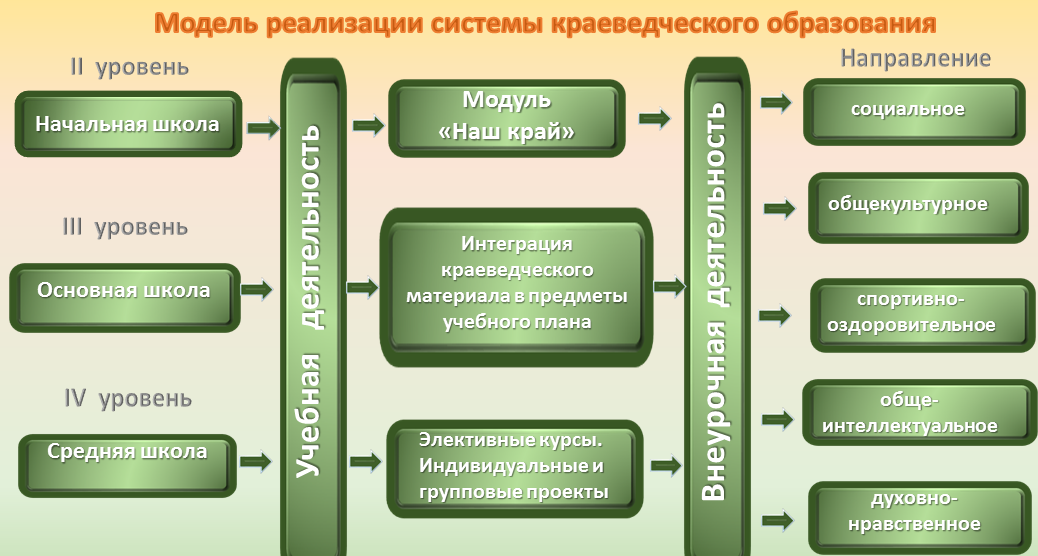 Модель реализации системы краеведческого образования
II уровень
Начальная школа
III уровень
Основная школа
IV уровень
Средняя школа
Учебная деятельность
Модуль
«Наш край»
Интеграция
краеведческого
материала в предметы
учебного плана
Элективные курсы.
Индивидуальные и
групповые проекты
Внеурочная деятельность
Направление
социальное
общекультурное
спортивно-
оздоровительное
обще-
интеллектуальное
духовно-
нравственное